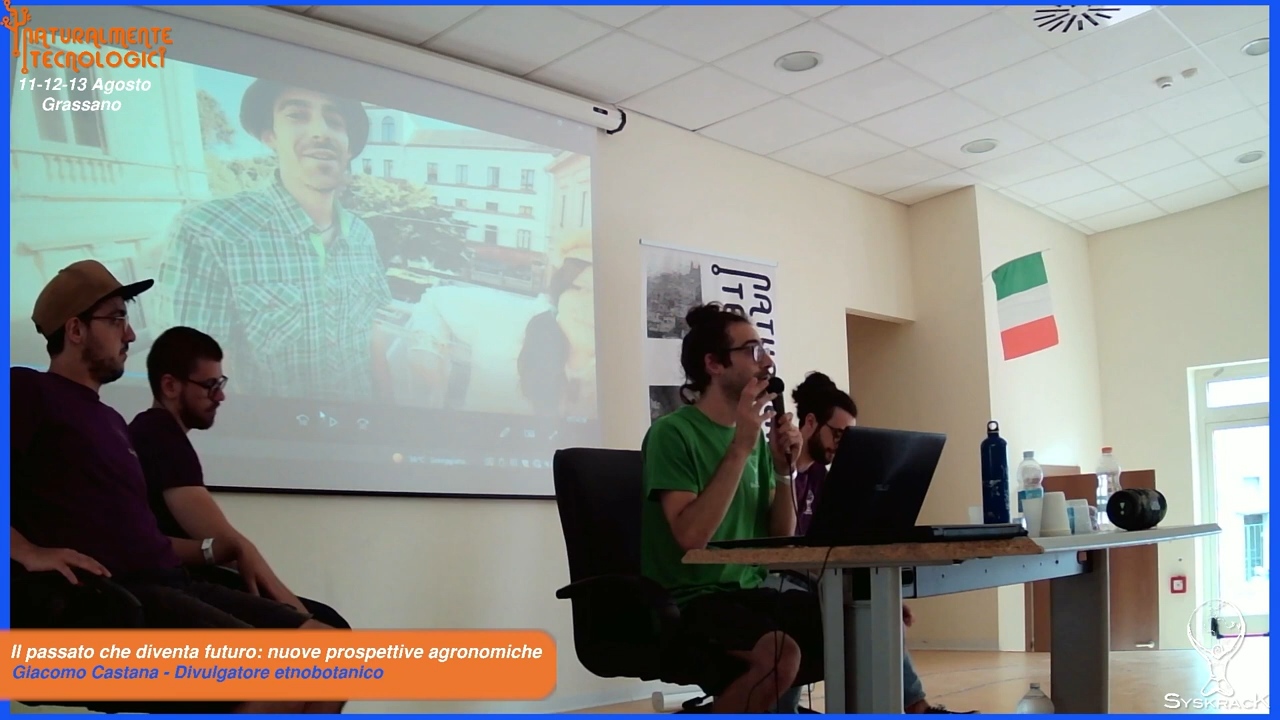 NATURALMENTE
TECNOLOGICI
11-12-13 Agosto
Grassano
Il passato che diventa futuro: nuove prospettive agronomiche
Giacomo Castana - Divulgatore etnobotanico
SYSKRACK